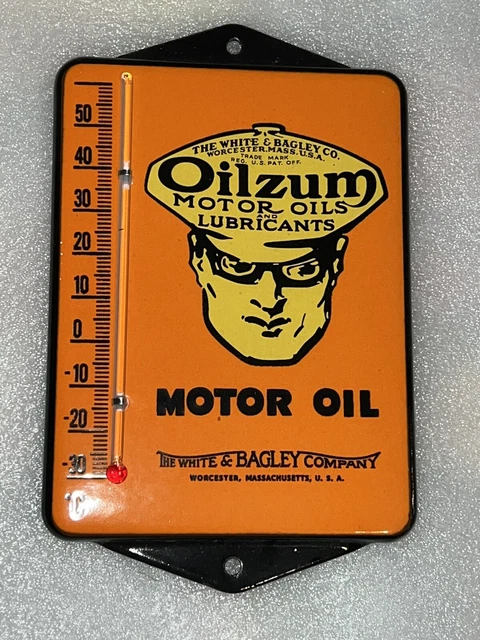 THE WHITE & BAGLEY CO.
WORCESTER, MASS. U.S.A.
TRADE MARK
REG. U.S. PAT. OFF.
Oilzum
MOTOR OILS
AND
LUBRICANTS
MOTOR OIL
THE WHITE & BAGLEY COMPANY
WORCESTER, MASSACHUSETTS, U. S. A.
50
40
30
20
10
0
-10
-20
-30
°C